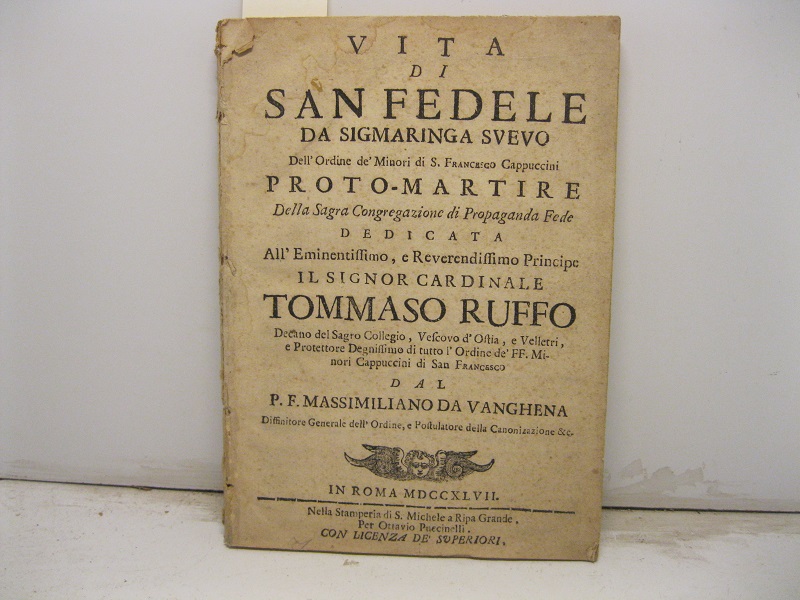 VITA
DI
SAN FEDELE
DA SIGMARINGA SVEVO
Dell' Ordine de' Minori di S. FRANCESCO Cappuccini
PROTO-MARTIRE
Della Sagra Congregazione di Propaganda Fede
DEDICATA
All' Eminentiſſimo, e Reverendiſſimo Principe
IL SIGNOR CARDINALE
TOMMASO RUFFO
Decano del Sagro Collegio, Veſcovo d' Oſtia, e Velletri,
e Protettore Degniſſimo di tutto l' Ordine de' FF. Mi-
nori Cappuccini di San FRANCESCO
DAL
P. F. MASSIMILIANO DA VANGHENA
Diffinitore Generale dell' Ordine, e Poſtulatore della Canonizazione &c.
IN ROMA MDCCXLVII.
Nella Stamperia di S. Michele a Ripa Grande.
Per Ottavio Puccinelli.
CON LICENZA DE' SVPERIORI.